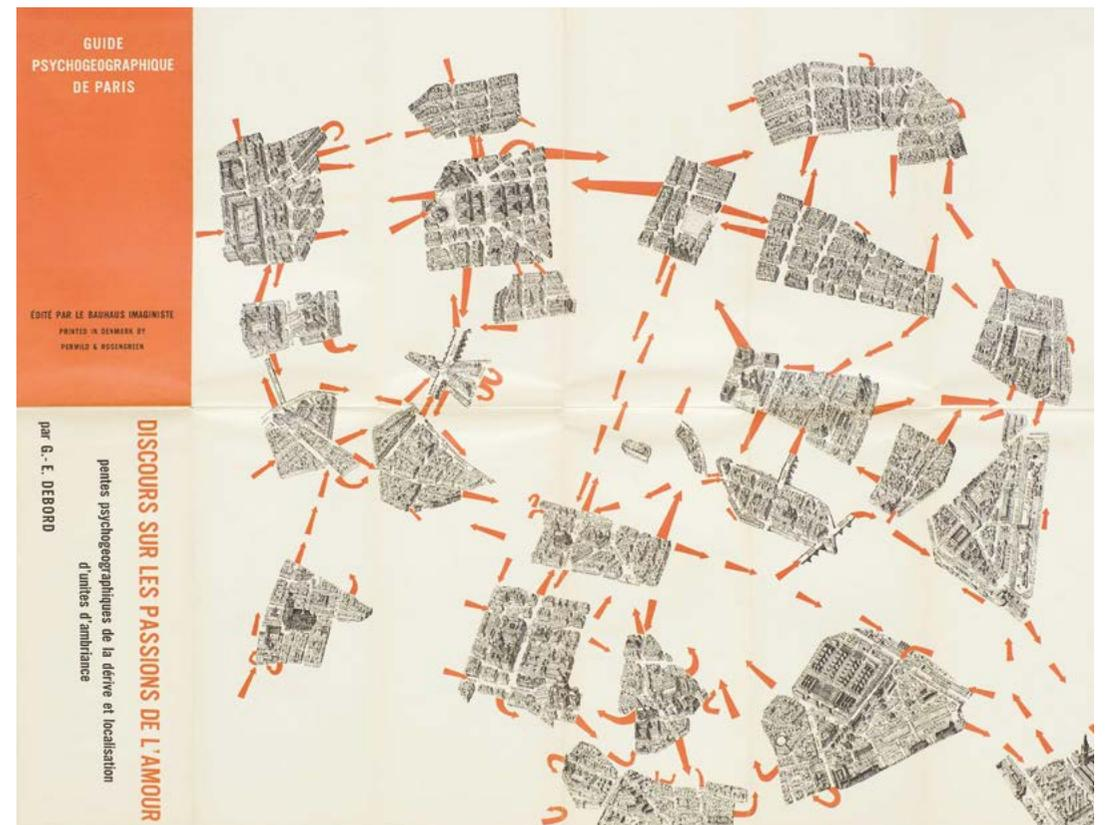 GUIDE
PSYCHOGEOGRAPHIQUE
DE PARIS
ÉDITÉ PAR LE BAUHAUS IMAGINISTE
PRINTED IN DENMARK BY
PERMILD & ROSENGREEN
DISCOURS SUR LES PASSIONS DE L'AMOUR
pentes psychogeographiques de la dérive et localisation
d'unites d'ambriance
par G.-E. DEBORD